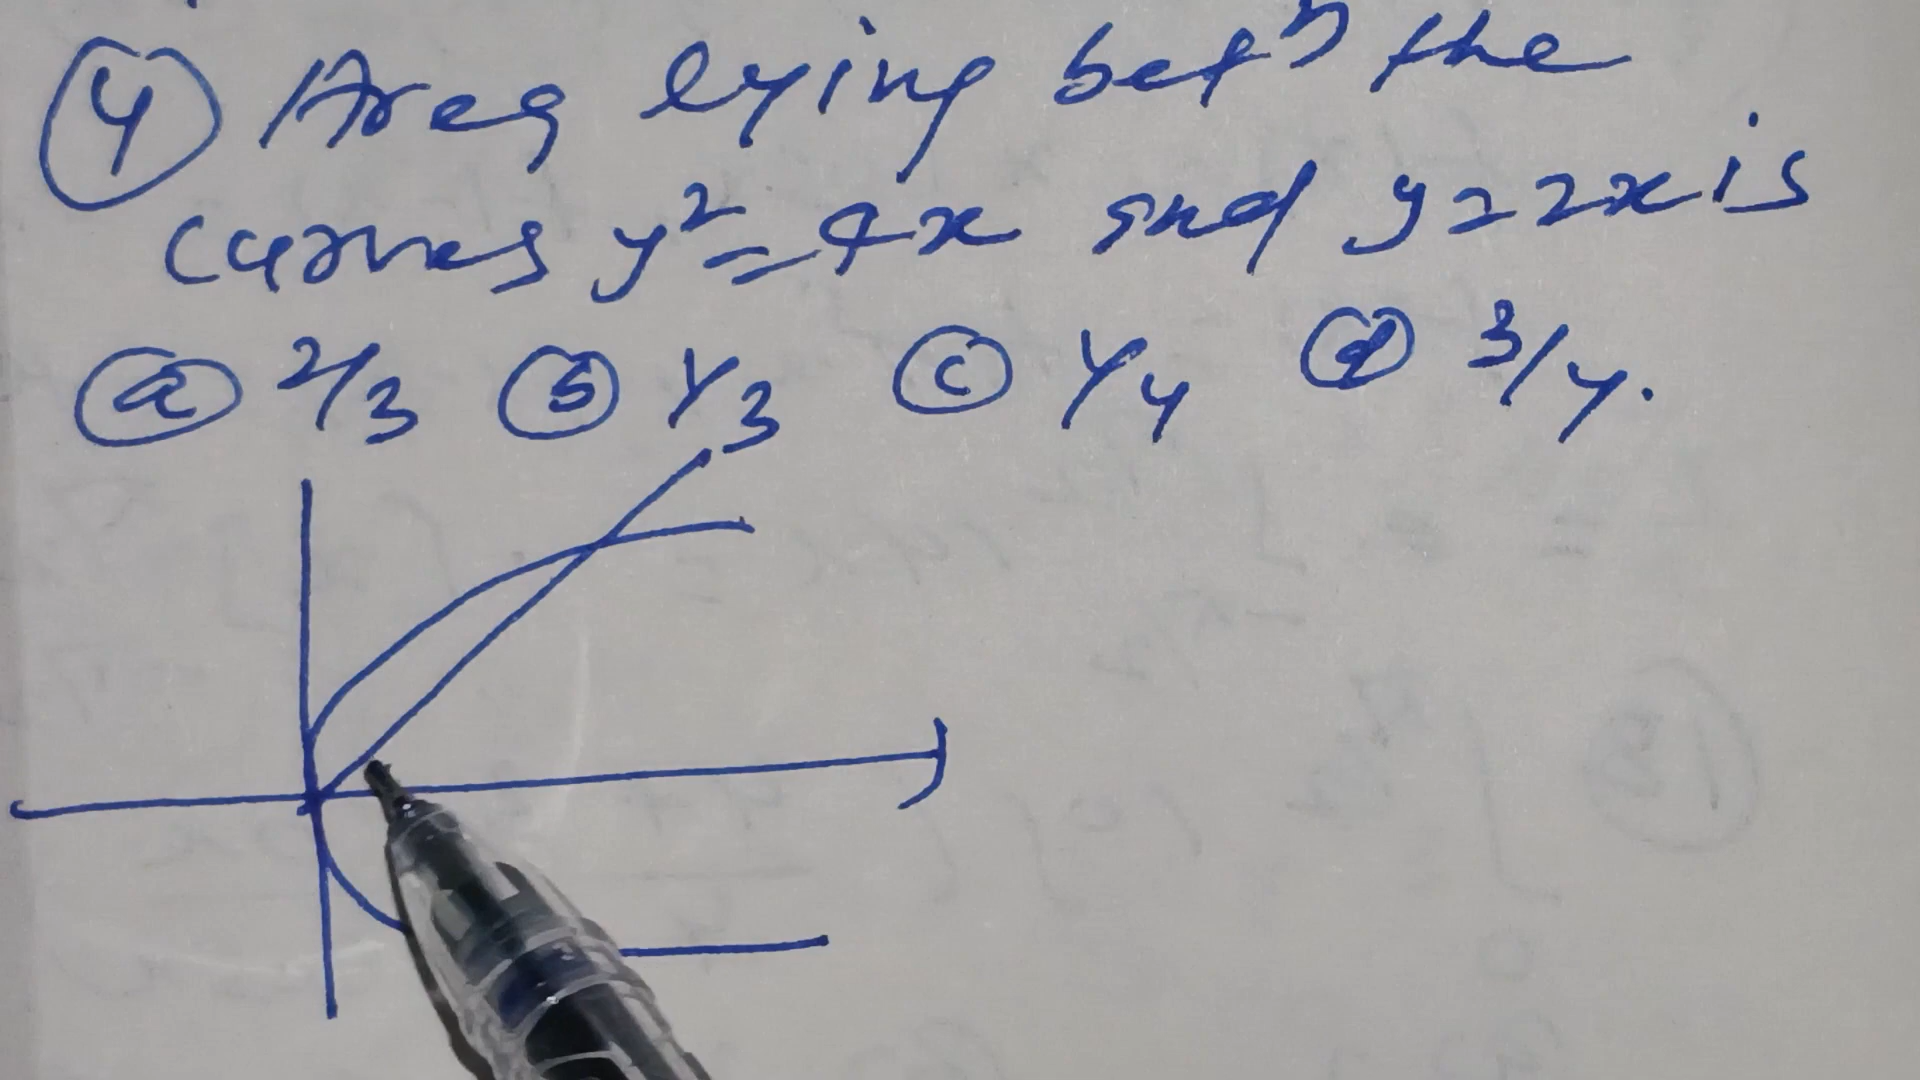 ④ Area lying betn the
curves y² = 4x and y = 2x is
ⓐ 2/3 ⓑ 1/3 ⓒ 1/4 ⓓ 3/4.